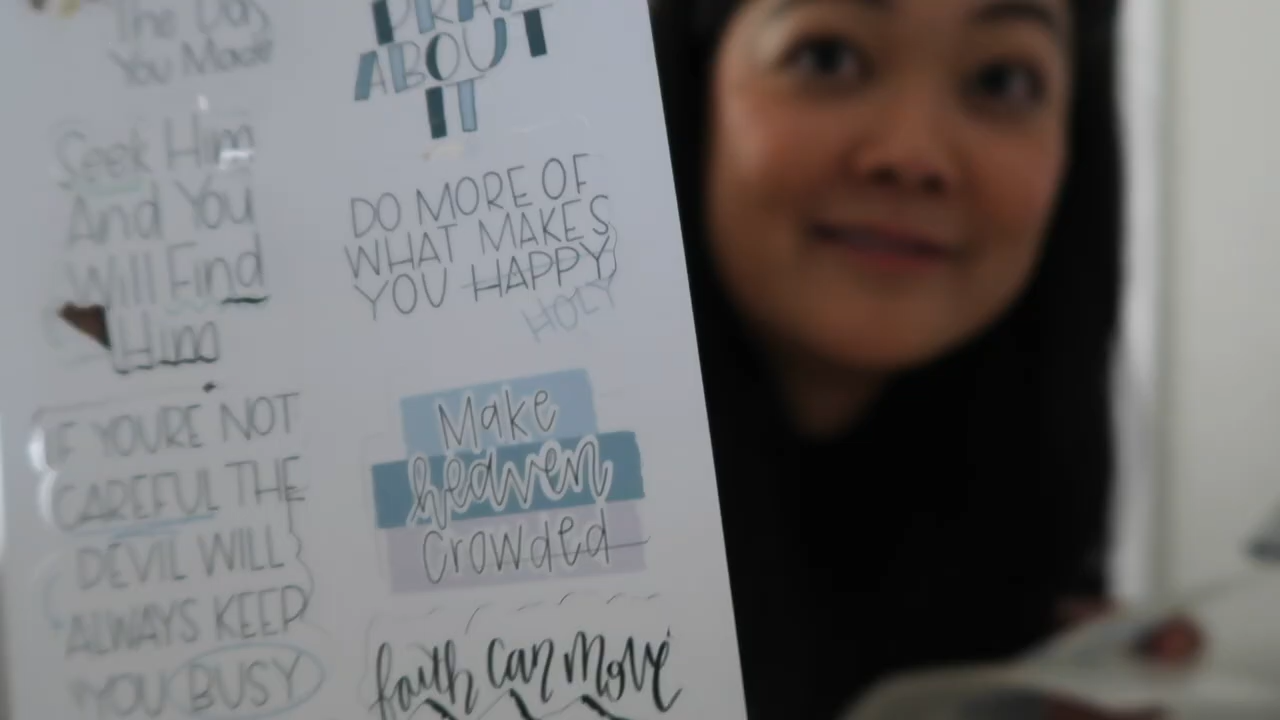 The Day
You Made
Seek Him
And You
Will Find
Him
IF YOURE NOT
CAREFUL THE
DEVIL WILL
ALWAYS KEEP
YOU BUSY
PRAY
ABOUT
IT
DO MORE OF
WHAT MAKES
YOU HAPPY
HOLY
Make
heaven
Crowded
faith can move